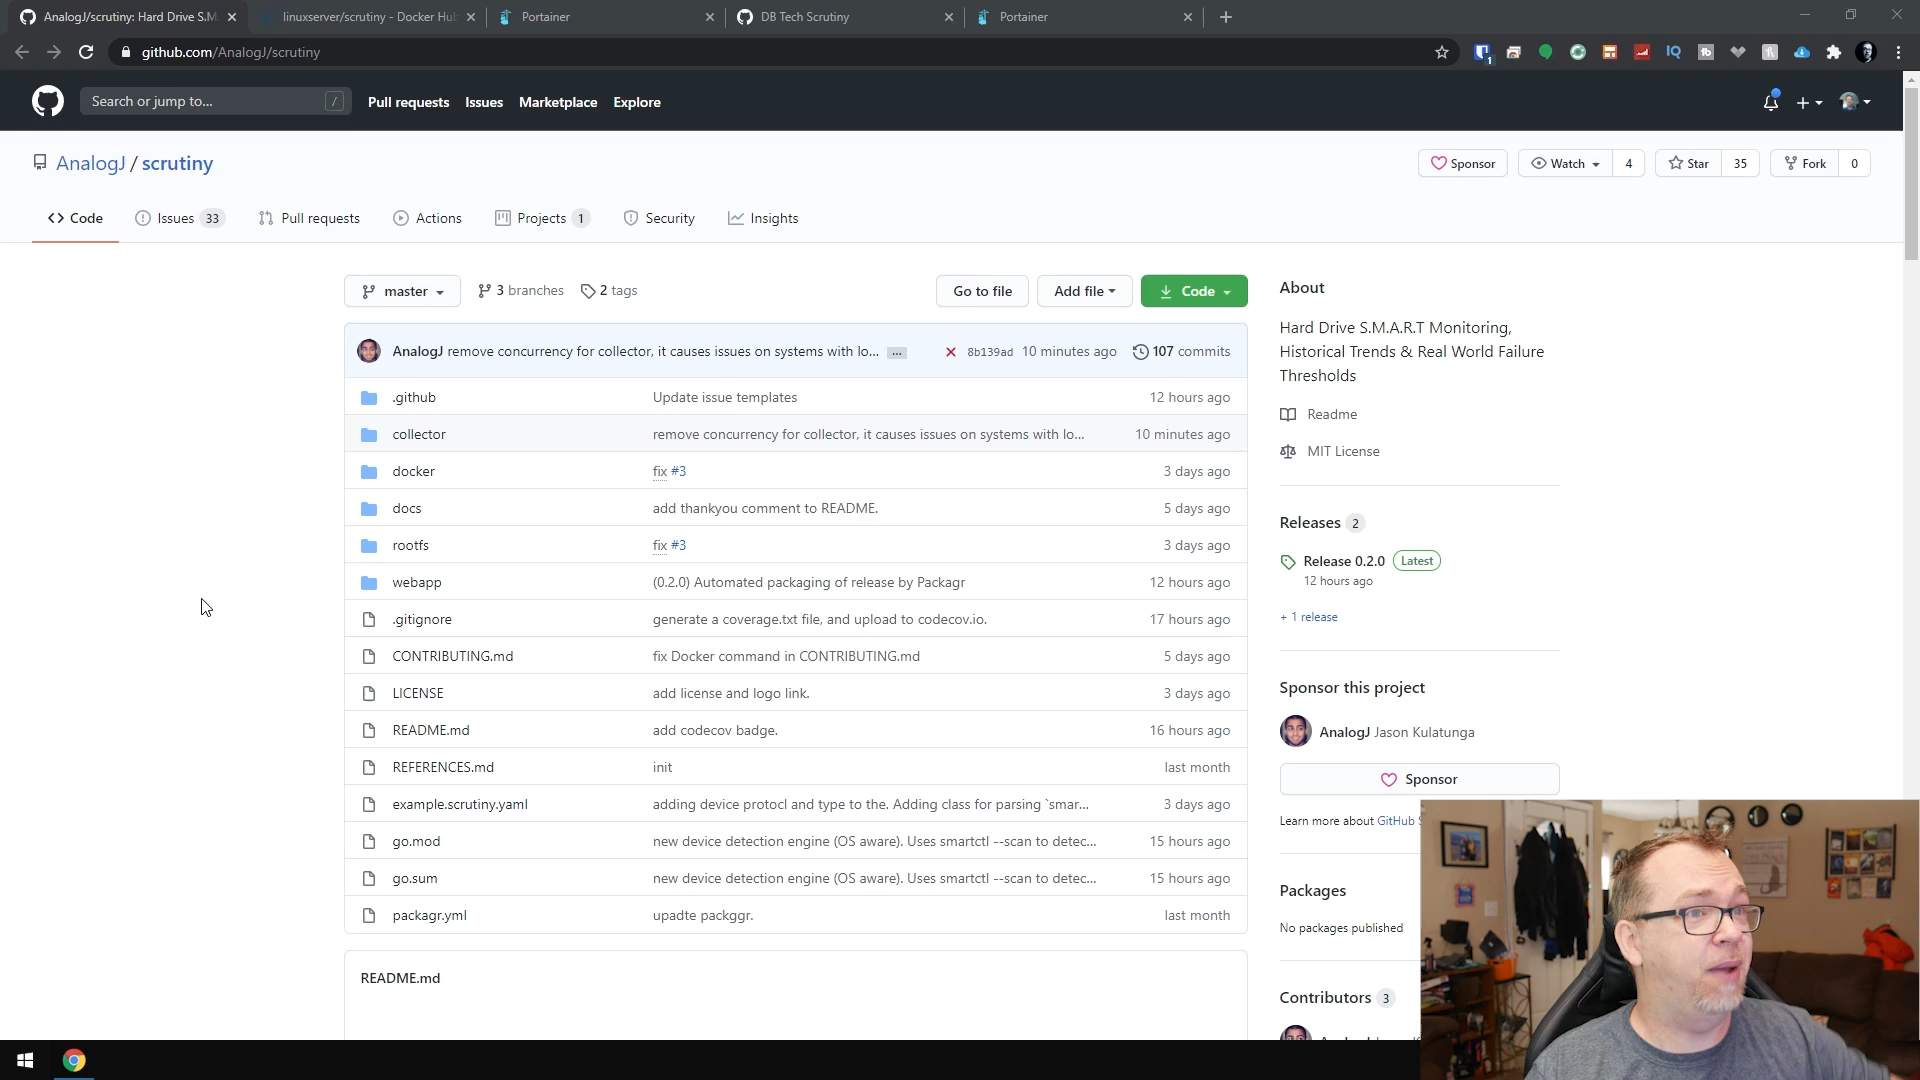 AnalogJ/scrutiny: Hard Drive S.M
linuxserver/scrutiny - Docker Hub
Portainer
DB Tech Scrutiny
Portainer
github.com/AnalogJ/scrutiny
1
IQ
Search or jump to...
/
Pull requests
Issues
Marketplace
Explore
AnalogJ / scrutiny
Sponsor
Watch
4
Star
35
Fork
0
Code
Issues 33
Pull requests
Actions
Projects 1
Security
Insights
master
3 branches
2 tags
Go to file
Add file
Code
AnalogJ remove concurrency for collector, it causes issues on systems with lo... ...
8b139ad 10 minutes ago
107 commits
.github Update issue templates 12 hours ago
collector remove concurrency for collector, it causes issues on systems with lo... 10 minutes ago
docker fix #3 3 days ago
docs add thankyou comment to README. 5 days ago
rootfs fix #3 3 days ago
webapp (0.2.0) Automated packaging of release by Packagr 12 hours ago
.gitignore generate a coverage.txt file, and upload to codecov.io. 17 hours ago
CONTRIBUTING.md fix Docker command in CONTRIBUTING.md 5 days ago
LICENSE add license and logo link. 3 days ago
README.md add codecov badge. 16 hours ago
REFERENCES.md init last month
example.scrutiny.yaml adding device protocl and type to the. Adding class for parsing `smar... 3 days ago
go.mod new device detection engine (OS aware). Uses smartctl --scan to detec... 15 hours ago
go.sum new device detection engine (OS aware). Uses smartctl --scan to detec... 15 hours ago
packagr.yml upadte packggr. last month
README.md
About
Hard Drive S.M.A.R.T Monitoring,
Historical Trends & Real World Failure
Thresholds
Readme
MIT License
Releases 2
Release 0.2.0 Latest
12 hours ago
+ 1 release
Sponsor this project
AnalogJ Jason Kulatunga
Sponsor
Learn more about GitHub S
Packages
No packages published
Contributors 3